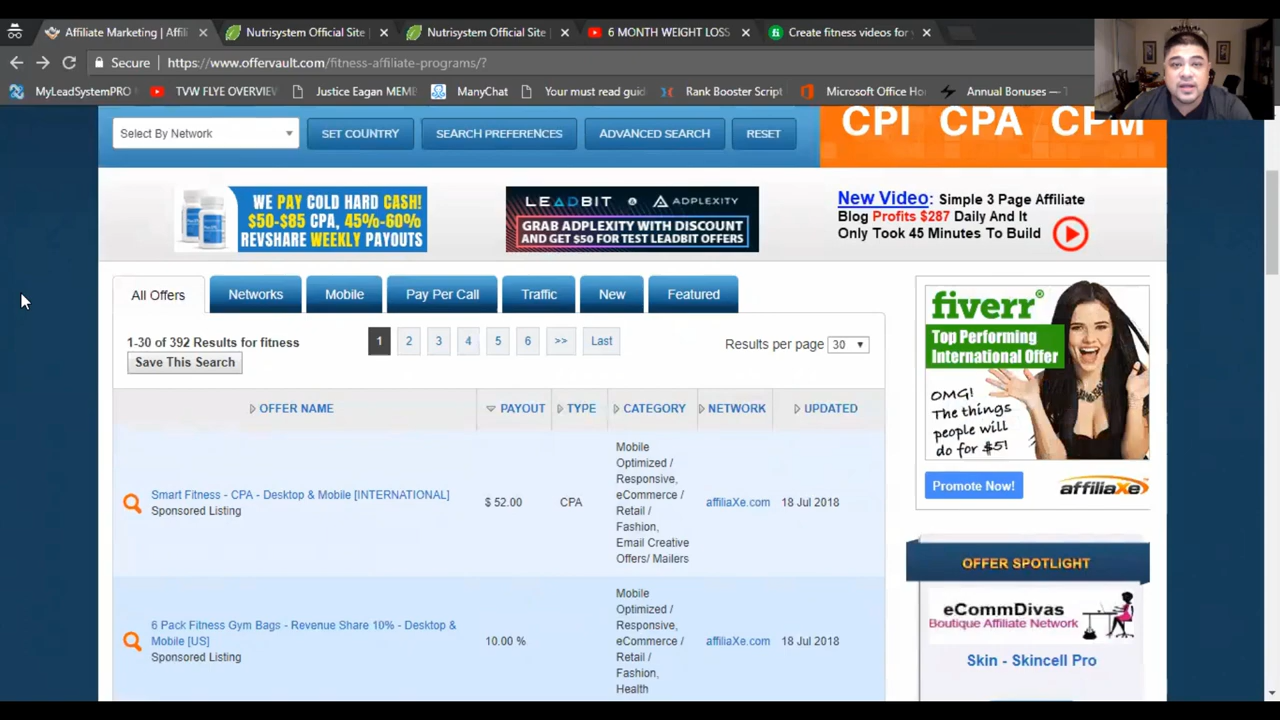 Affiliate Marketing | Affili
Nutrisystem Official Site
Nutrisystem Official Site
6 MONTH WEIGHT LOSS
Create fitness videos for
Secure
https://www.offervault.com/fitness-affiliate-programs/?
MyLeadSystemPRO
TVW FLYE OVERVIEW
Justice Eagan MEME
ManyChat
Your must read guide
Rank Booster Script
Microsoft Office Hom
Annual Bonuses —
Select By Network
SET COUNTRY
SEARCH PREFERENCES
ADVANCED SEARCH
RESET
CPI CPA CPM
WE PAY COLD HARD CASH!
$50-$85 CPA, 45%-60%
REVSHARE WEEKLY PAYOUTS
LEADBIT & ADPLEXITY
GRAB ADPLEXITY WITH DISCOUNT
AND GET $50 FOR TEST LEADBIT OFFERS
New Video: Simple 3 Page Affiliate
Blog Profits $287 Daily And It
Only Took 45 Minutes To Build
All Offers
Networks
Mobile
Pay Per Call
Traffic
New
Featured
1-30 of 392 Results for fitness
Save This Search
1 2 3 4 5 6 >> Last
Results per page 30
OFFER NAME
PAYOUT
TYPE
CATEGORY
NETWORK
UPDATED
Smart Fitness - CPA - Desktop & Mobile [INTERNATIONAL]
Sponsored Listing
$ 52.00
CPA
Mobile
Optimized /
Responsive,
eCommerce /
Retail /
Fashion,
Email Creative
Offers/ Mailers
affiliaXe.com
18 Jul 2018
6 Pack Fitness Gym Bags - Revenue Share 10% - Desktop &
Mobile [US]
Sponsored Listing
10.00 %
Mobile
Optimized /
Responsive,
eCommerce /
Retail /
Fashion,
Health
affiliaXe.com
18 Jul 2018
fiverr®
Top Performing
International Offer
OMG!
The things
people will
do for $5!
Promote Now!
affiliaXe
OFFER SPOTLIGHT
eCommDivas
Boutique Affiliate Network
Skin - Skincell Pro